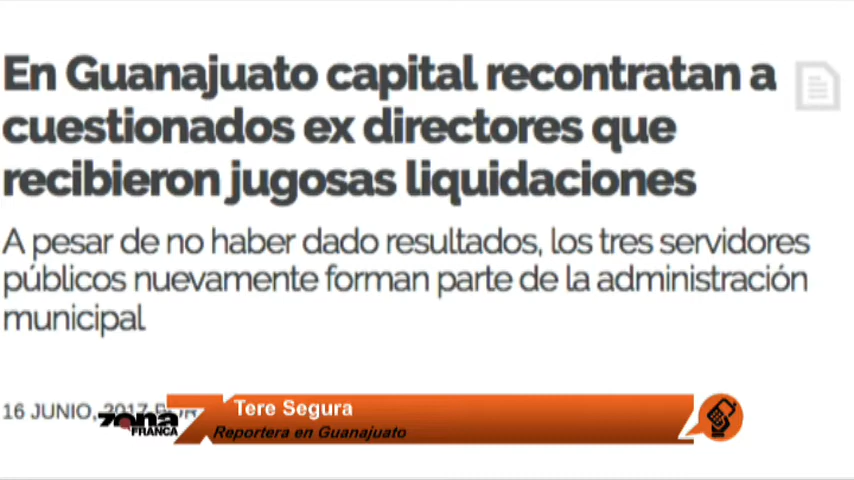 En Guanajuato capital recontratan a
cuestionados ex directores que
recibieron jugosas liquidaciones
A pesar de no haber dado resultados, los tres servidores
públicos nuevamente forman parte de la administración
municipal
16 JUNIO, 2017
Tere Segura
zona
FRANCA
Reportera en Guanajuato